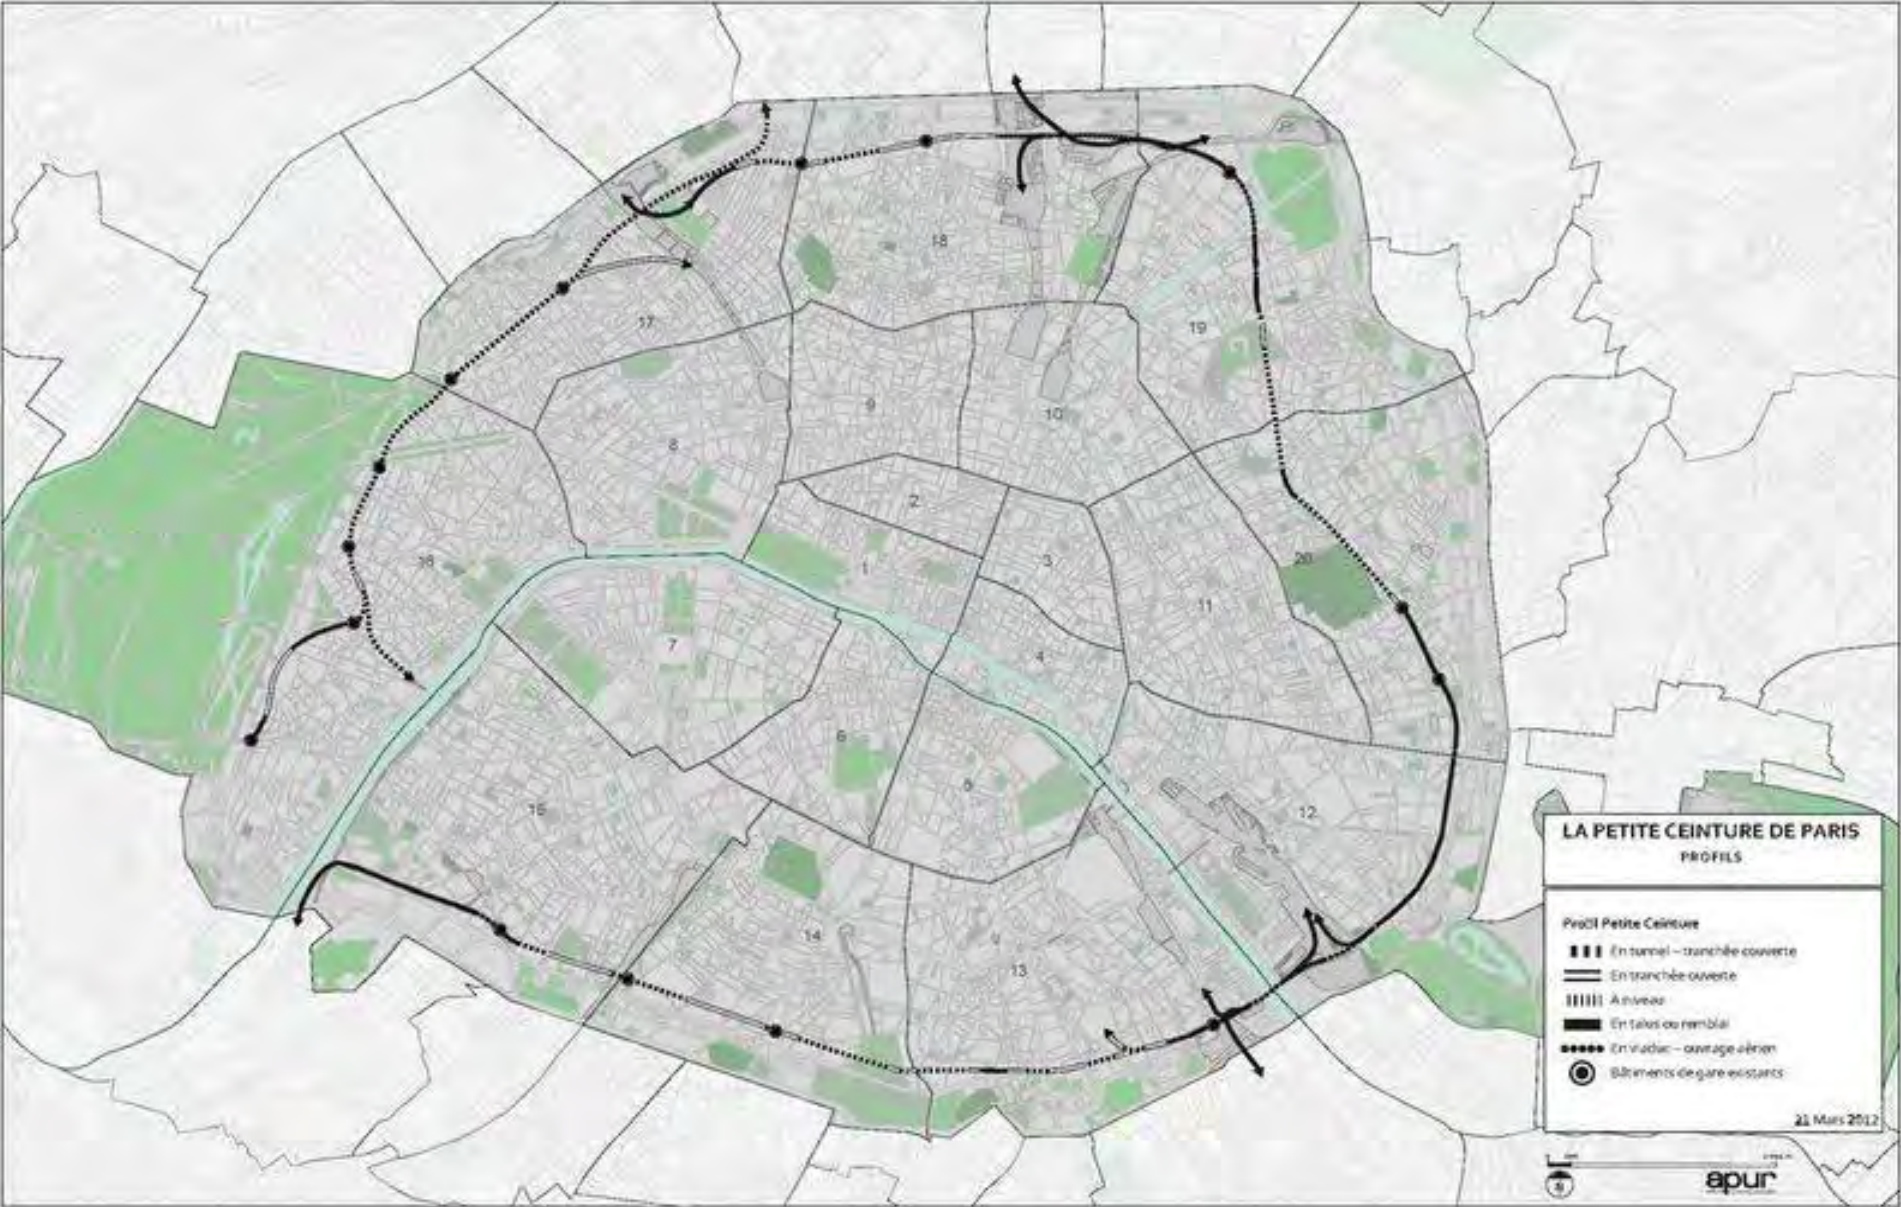 18
17
19
9
10
8
2
16
3
1
20
11
7
4
6
5
15
12
14
13
LA PETITE CEINTURE DE PARIS
PROFILS
Profil Petite Ceinture
En tunnel – tranchée couverte
En tranchée ouverte
A niveau
En talus ou remblai
En viaduc – ouvrage aérien
Bâtiments de gare existants
21 Mars 2012
apur